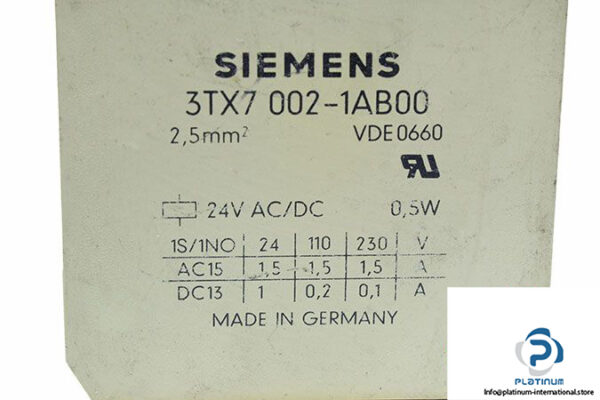 SIEMENS
3TX7 002-1AB00
2,5mm² VDE0660
RU
24V AC/DC 0,5W
1S/1NO 24 110 230 V
AC15 1,5 1,5 1,5 A
DC13 1 0,2 0,1 A
MADE IN GERMANY
PLATINUM
Info@platinum-international.store